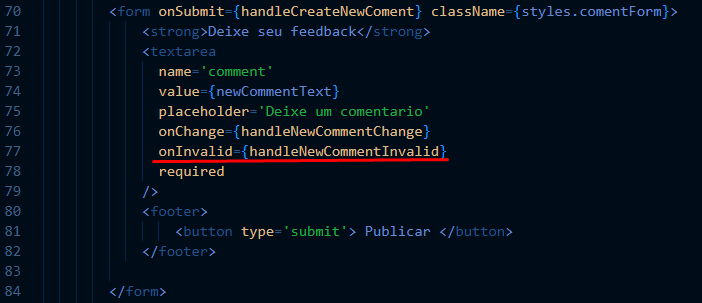 70 <form onSubmit={handleCreateNewComent} className={styles.comentForm}>
71 <strong>Deixe seu feedback</strong>
72 <textarea
73 name='comment'
74 value={newCommentText}
75 placeholder='Deixe um comentario'
76 onChange={handleNewCommentChange}
77 onInvalid={handleNewCommentInvalid}
78 required
79 />
80 <footer>
81 <button type='submit'> Publicar </button>
82 </footer>
83
84 </form>